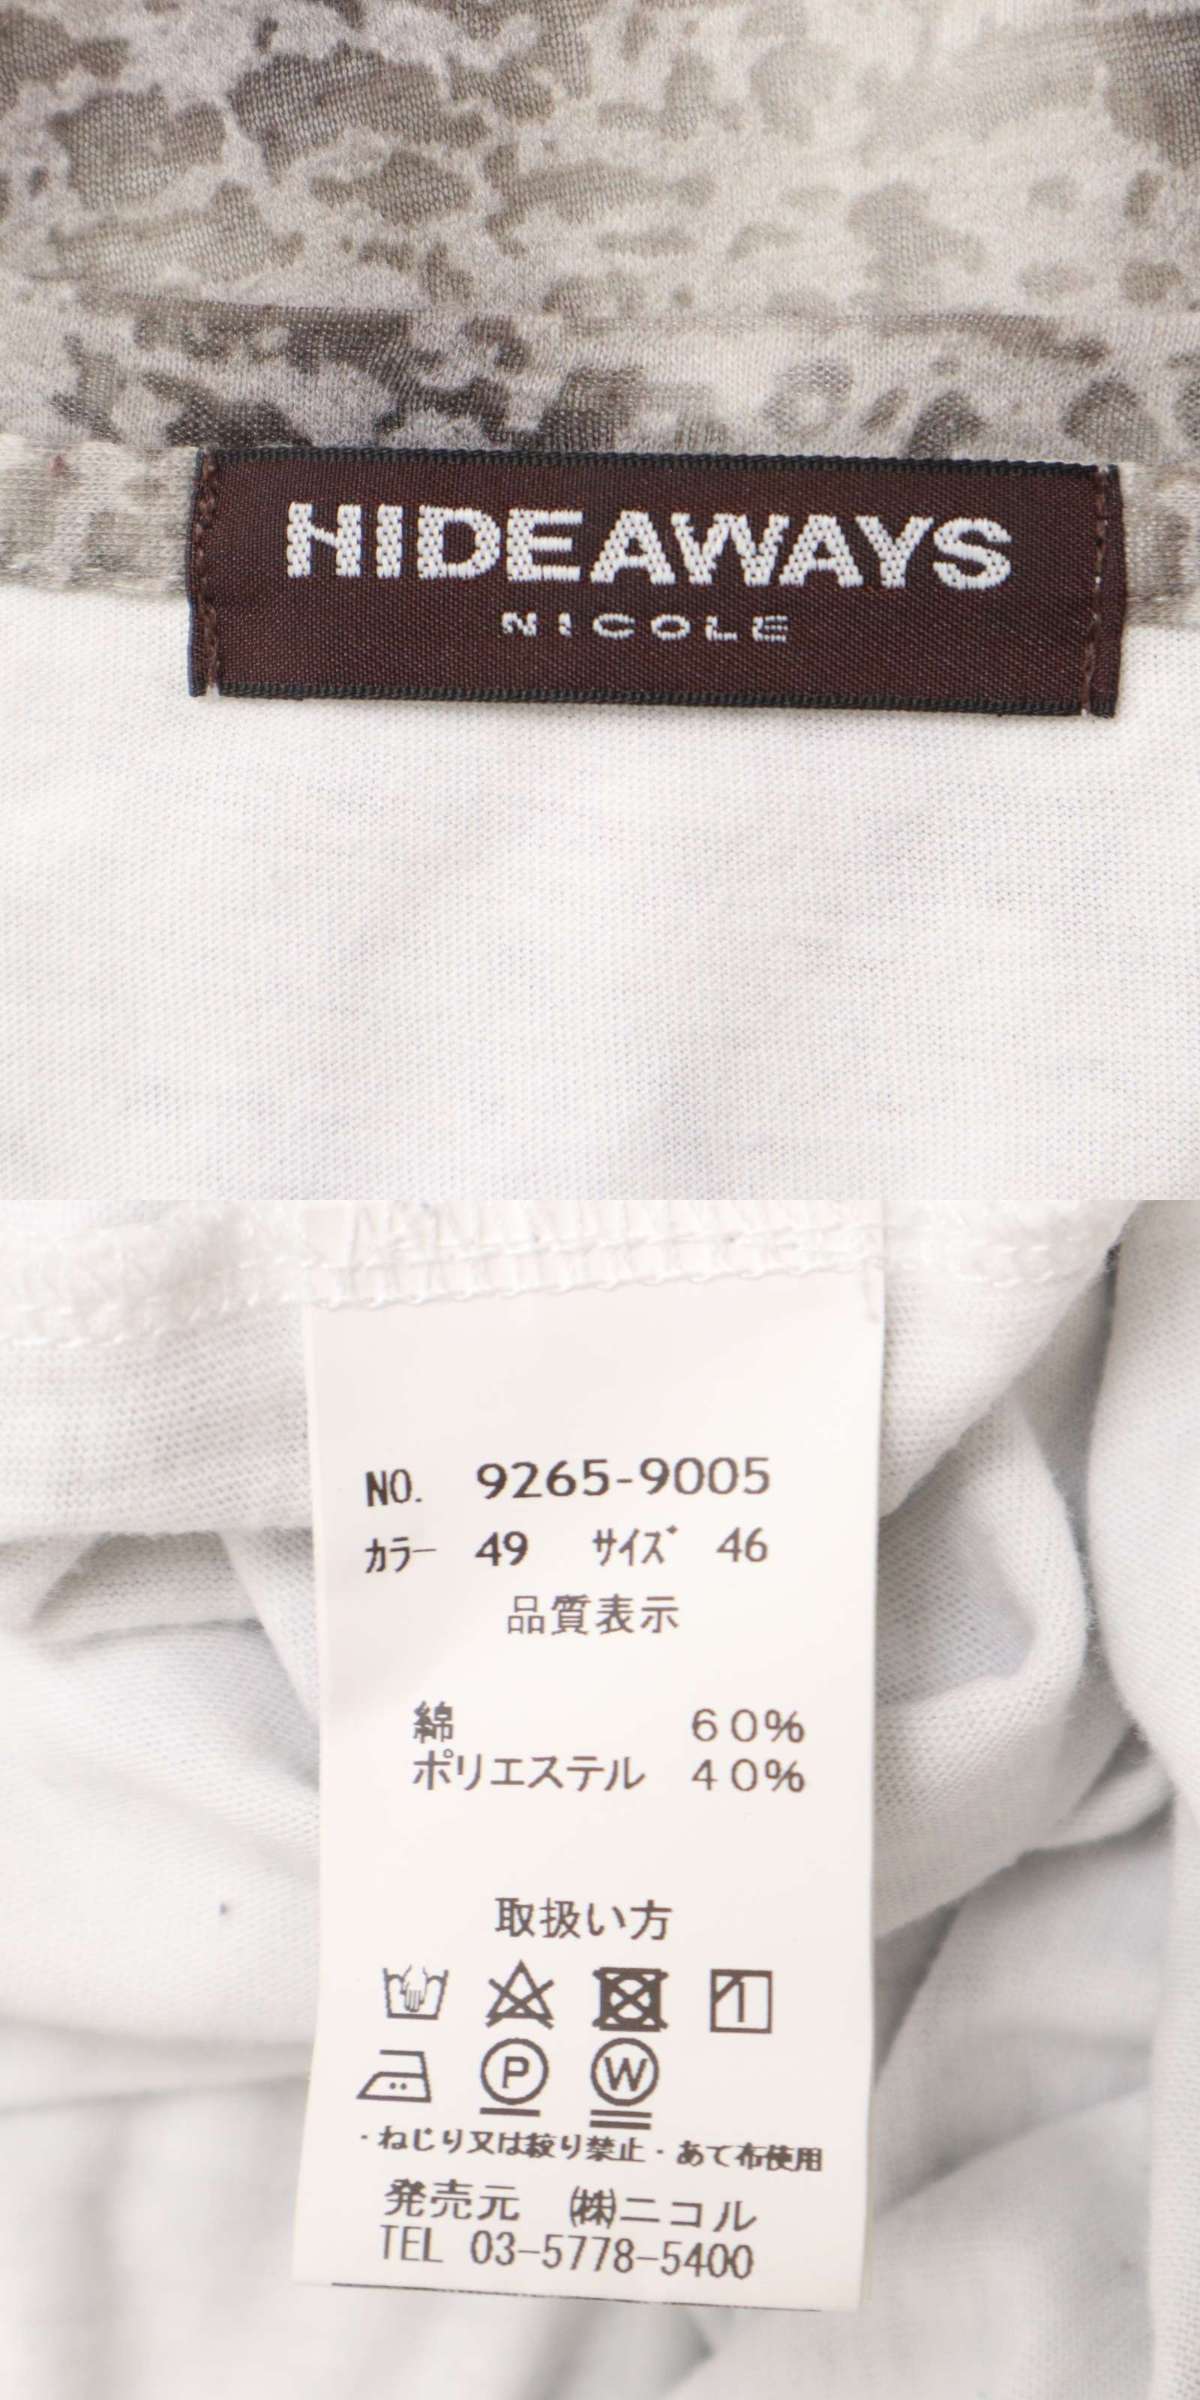 HIDEAWAYS
NICOLE
NO. 9265-9005
カラー 49 サイズ 46
品質表示
綿 60%
ポリエステル 40%
取扱い方
P W
・ねじり又は絞り禁止・あて布使用
発売元 ㈱ニコル
TEL 03-5778-5400